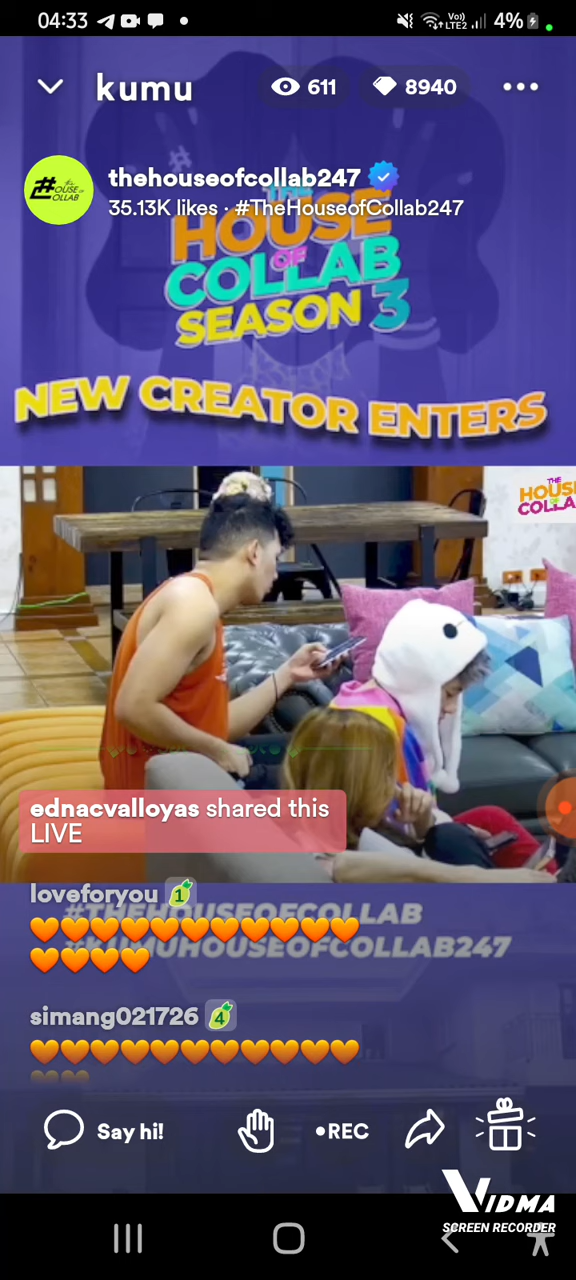 04:33 Vo)) LTE2 4%
kumu 611 8940
thehouseofcollab247
35.13K likes · #TheHouseofCollab247
THE
HOUSE
OF
COLLAB
SEASON 3
NEW CREATOR ENTERS
THE
HOUS
COLLA
ednacvalloyas shared this
LIVE
loveforyou 1
#THEHOUSEOFCOLLAB
#KUMUHOUSEOFCOLLAB247
simang021726 4
Say hi! •REC
VIDMA
SCREEN RECORDER